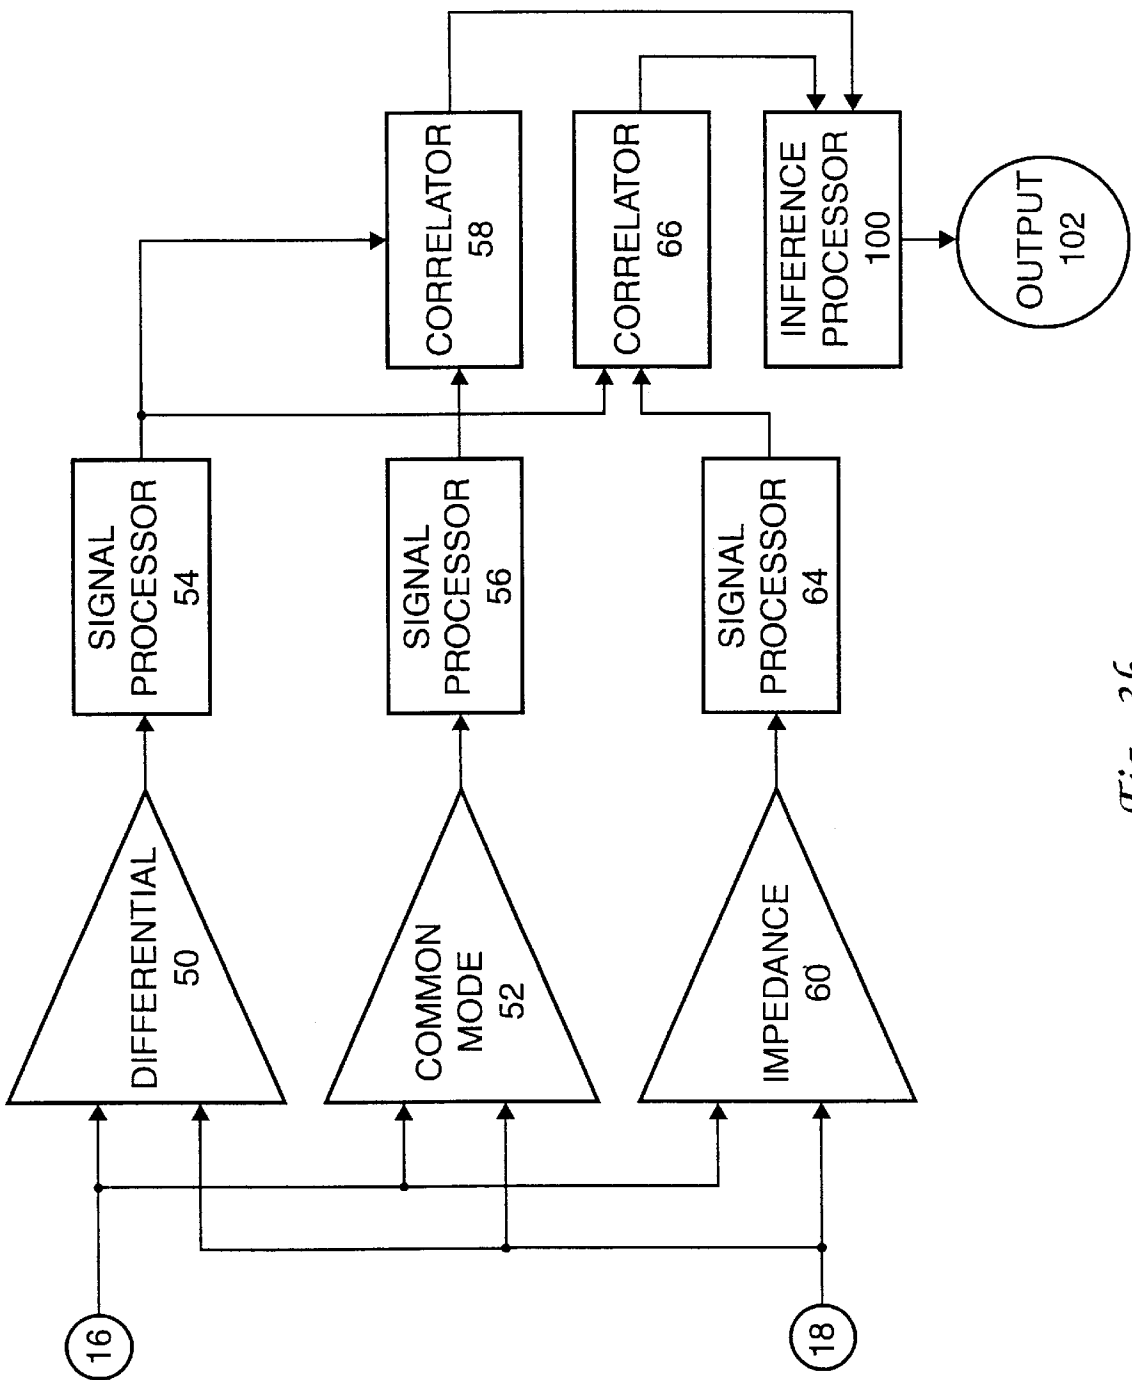 16
18
DIFFERENTIAL
50
COMMON
MODE
52
IMPEDANCE
60
SIGNAL
PROCESSOR
54
SIGNAL
PROCESSOR
56
SIGNAL
PROCESSOR
64
CORRELATOR
58
CORRELATOR
66
INFERENCE
PROCESSOR
100
OUTPUT
102